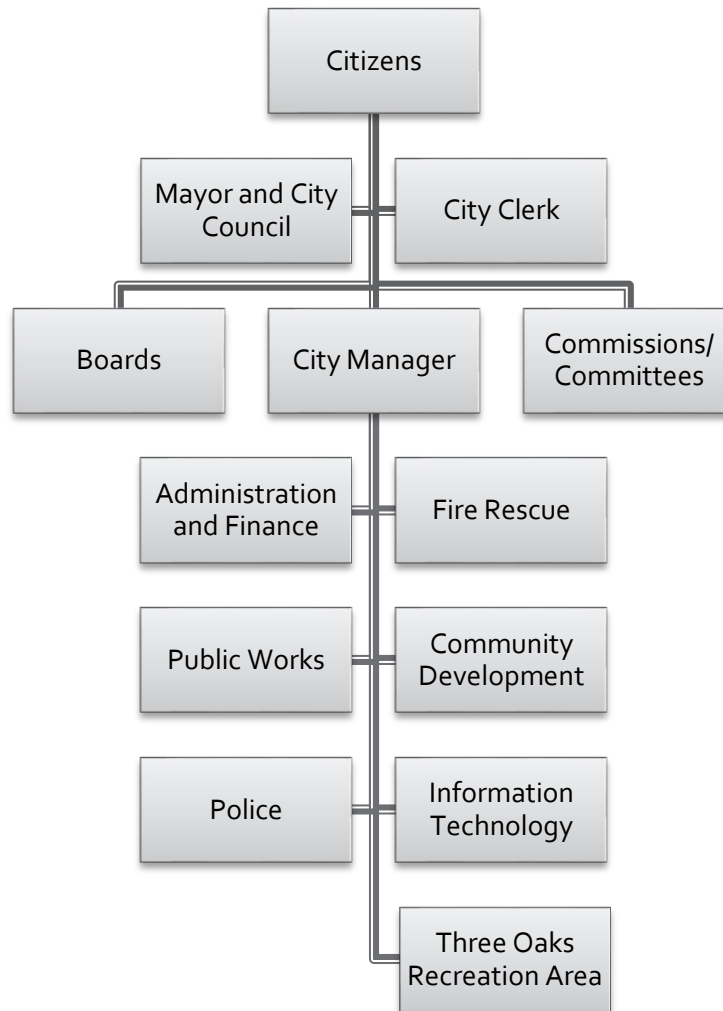 Citizens
Mayor and City
Council
City Clerk
Boards
City Manager
Commissions/
Committees
Administration
and Finance
Fire Rescue
Public Works
Community
Development
Police
Information
Technology
Three Oaks
Recreation Area